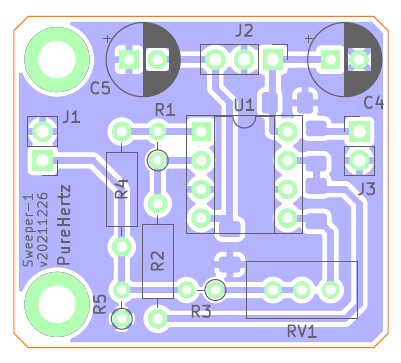 J2
+
+
C5
C4
R1
U1
J1
R4
J3
Sweeper-1
v20211226
PureHertz
R2
R5
R3
RV1